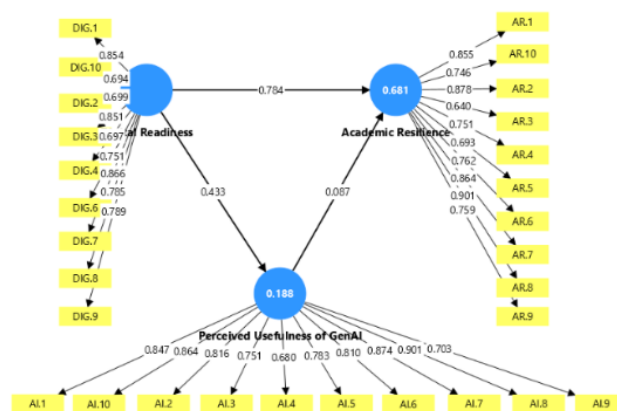 DIG.1
DIG.10
DIG.2
DIG.3
DIG.4
DIG.6
DIG.7
DIG.8
DIG.9
0.854
0.694
0.699
0.851
0.697
0.751
0.866
0.785
0.789
al Readiness
0.784
0.433
0.087
0.681
Academic Resilience
0.855
0.746
0.878
0.640
0.751
0.693
0.762
0.864
0.901
0.759
AR.1
AR.10
AR.2
AR.3
AR.4
AR.5
AR.6
AR.7
AR.8
AR.9
0.188
Perceived Usefulness of GenAI
0.847 0.864 0.816 0.751 0.680 0.783 0.810 0.874 0.901 0.703
AI.1 AI.10 AI.2 AI.3 AI.4 AI.5 AI.6 AI.7 AI.8 AI.9